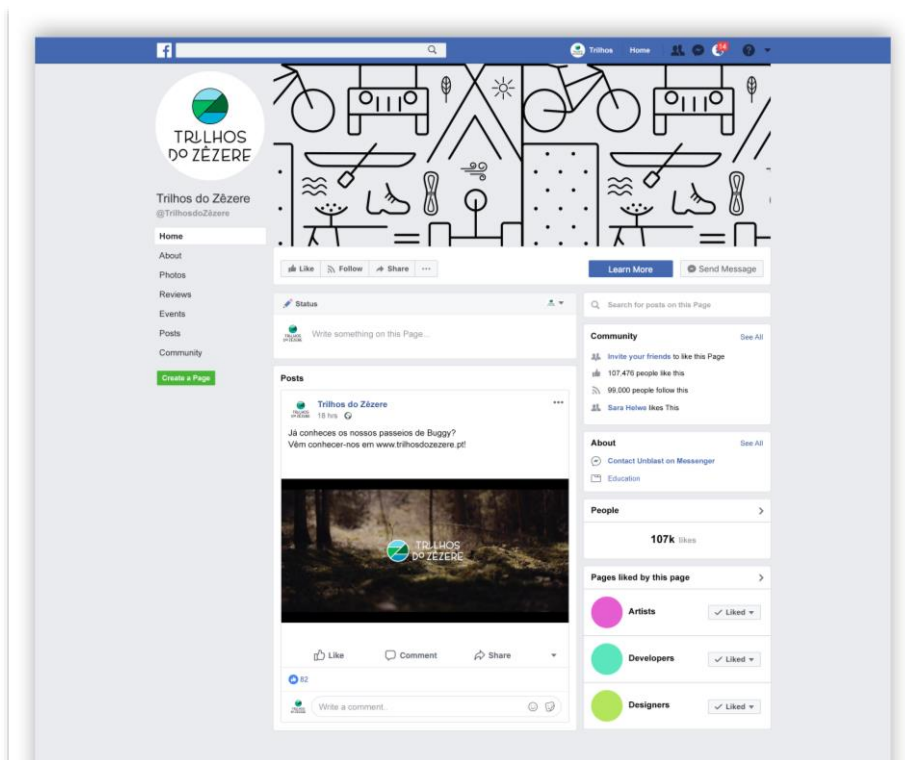 Trilhos
Home
14
TRILHOS
DO ZÊZERE
Trilhos do Zêzere
@TrilhosdoZêzere
Home
About
Photos
Reviews
Events
Posts
Community
Create a Page
Like
Follow
Share
Learn More
Send Message
Status
Write something on this Page...
Posts
Trilhos do Zêzere
18 hrs
Já conheces os nossos passeios de Buggy?
Vêm conhecer-nos em www.trilhosdozezere.pt!
TRILHOS
DO ZÊZERE
Like
Comment
Share
82
Write a comment..
Search for posts on this Page
Community
See All
Invite your friends to like this Page
107.476 people like this
99,000 people follow this
Sara Helwe likes This
About
See All
Contact Unblast on Messenger
Education
People
107k likes
Pages liked by this page
Artists
Liked
Developers
Liked
Designers
Liked